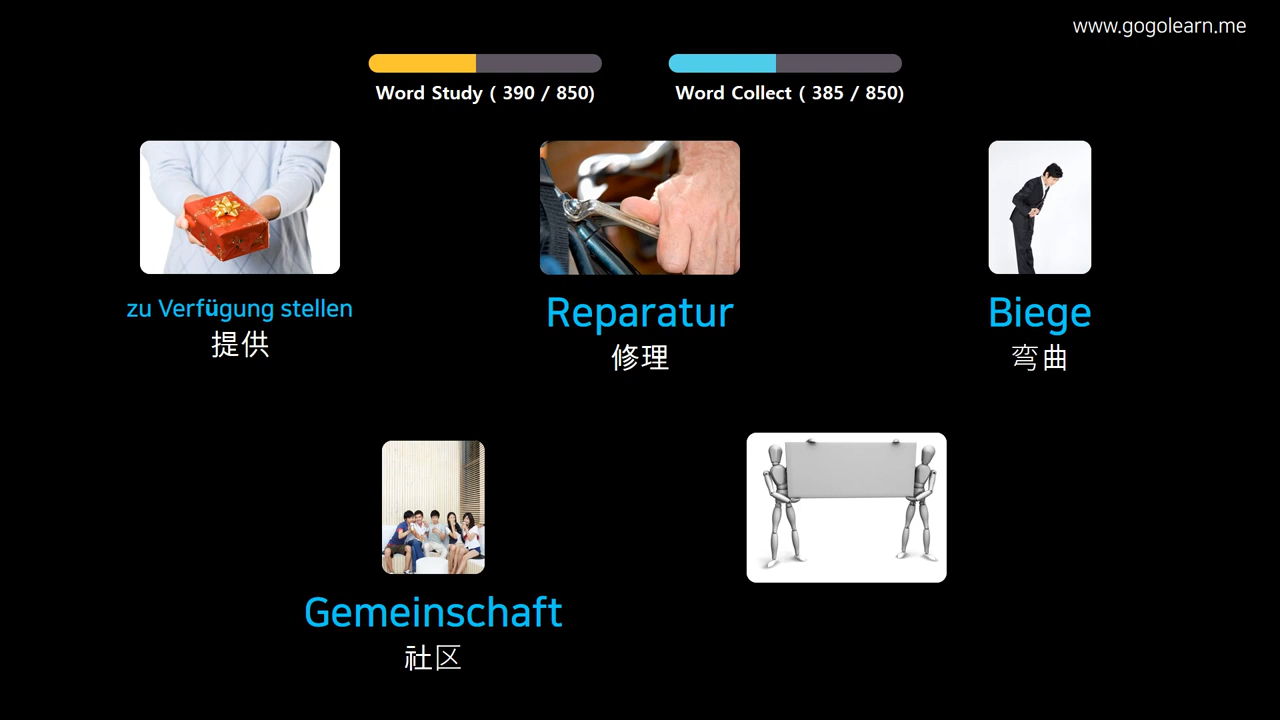 www.gogolearn.me
Word Study ( 390 / 850)
Word Collect ( 385 / 850)
zu Verfügung stellen
提供
Reparatur
修理
Biege
弯曲
Gemeinschaft
社区